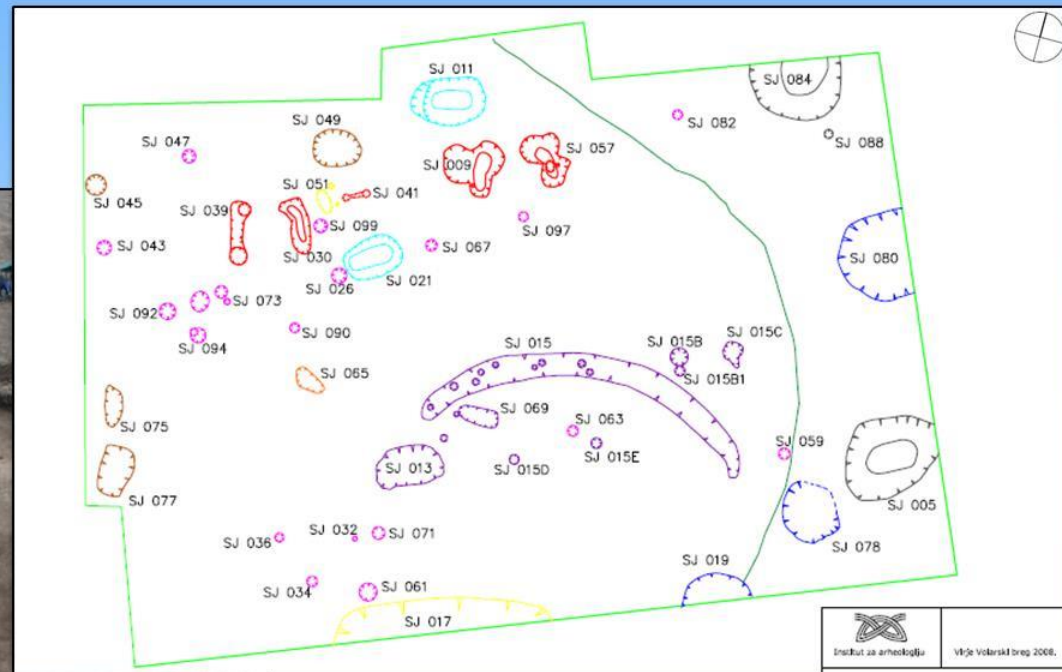 SJ 011
SJ 084
SJ 049
SJ 082
SJ 088
SJ 047
SJ 057
SJ 009
SJ 051
SJ 041
SJ 045
SJ 039
SJ 099
SJ 097
SJ 043
SJ 067
SJ 030
SJ 080
SJ 026
SJ 021
SJ 073
SJ 092
SJ 090
SJ 094
SJ 015
SJ 015B
SJ 015C
SJ 065
SJ 015B1
SJ 069
SJ 075
SJ 063
SJ 059
SJ 013
SJ 015E
SJ 015D
SJ 077
SJ 005
SJ 032
SJ 071
SJ 036
SJ 078
SJ 019
SJ 034
SJ 061
SJ 017
Institut za arheologiju
Virje Volarski breg 2008.